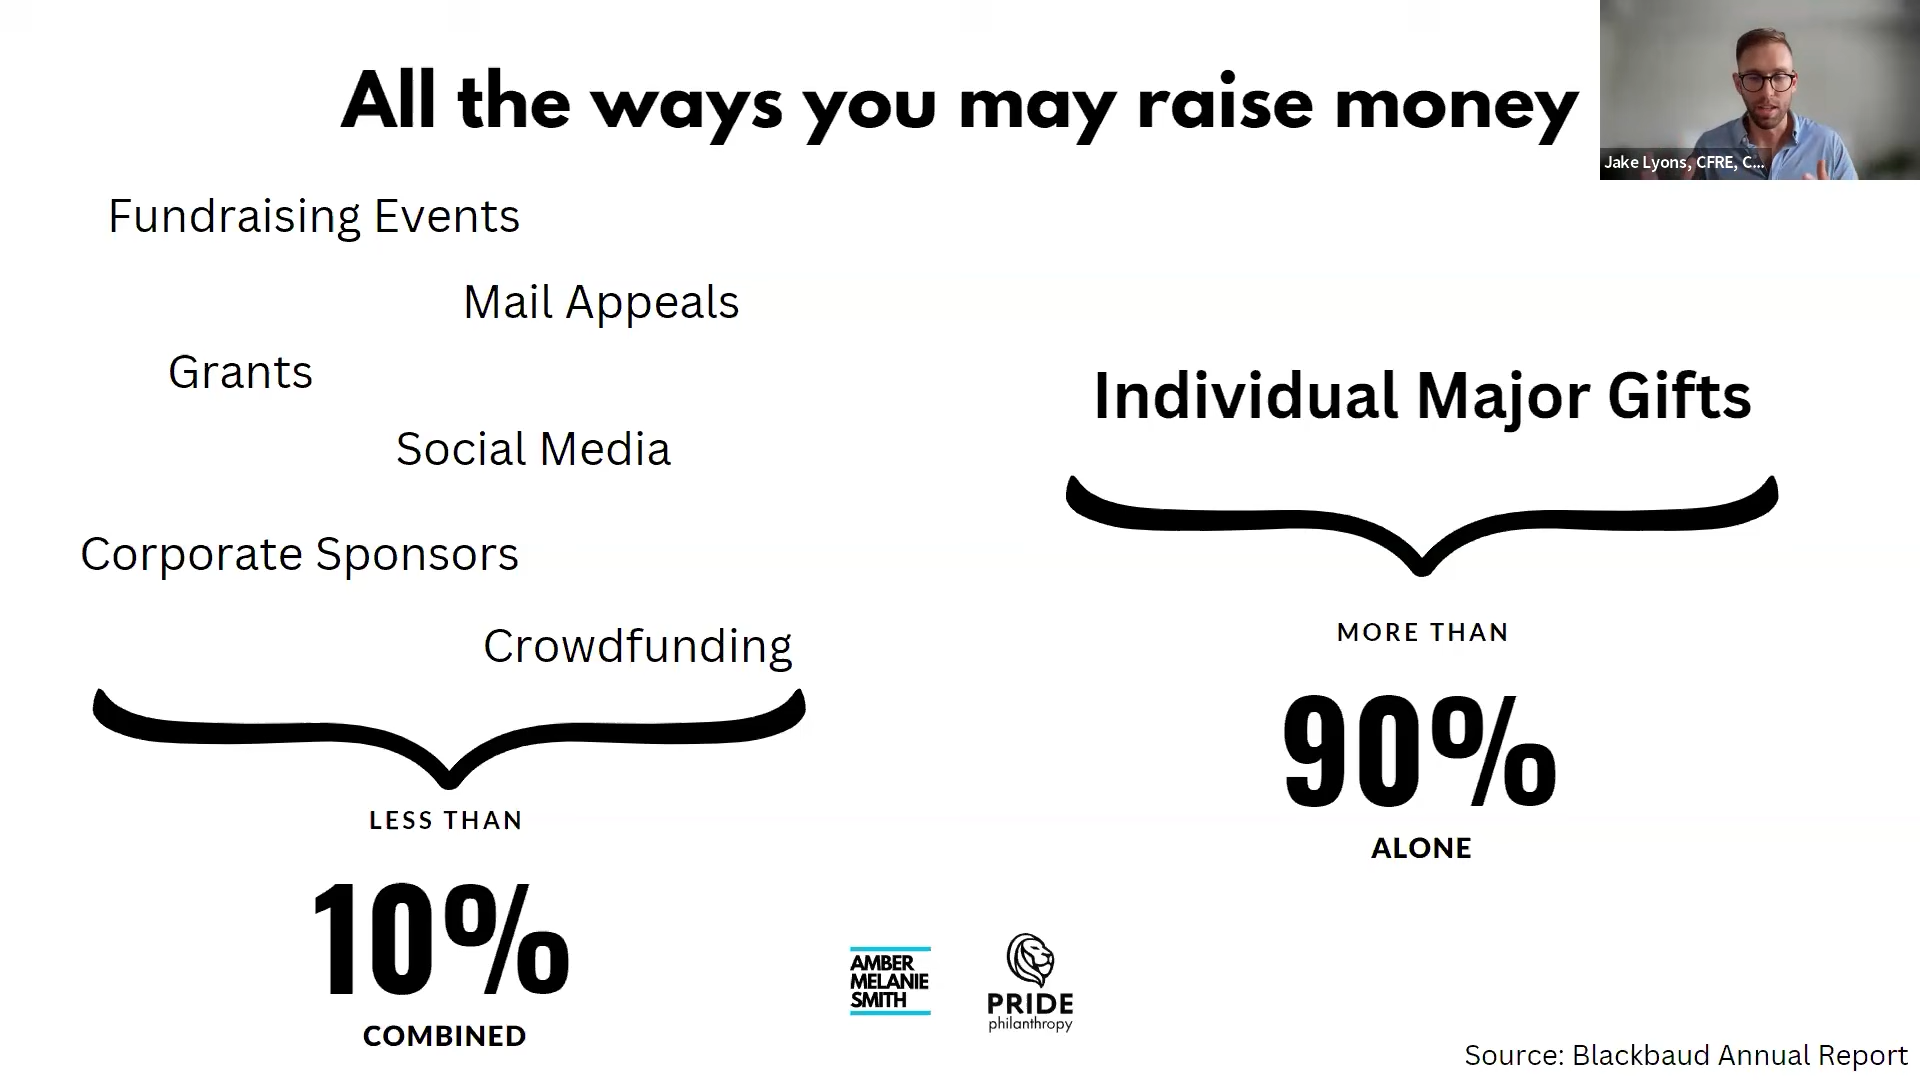 All the ways you may raise money
Jake Lyons, CFRE, C...
Fundraising Events
Mail Appeals
Grants
Social Media
Corporate Sponsors
Crowdfunding
LESS THAN
10%
COMBINED
Individual Major Gifts
MORE THAN
90%
ALONE
AMBER
MELANIE
SMITH
PRIDE
philanthropy
Source: Blackbaud Annual Report